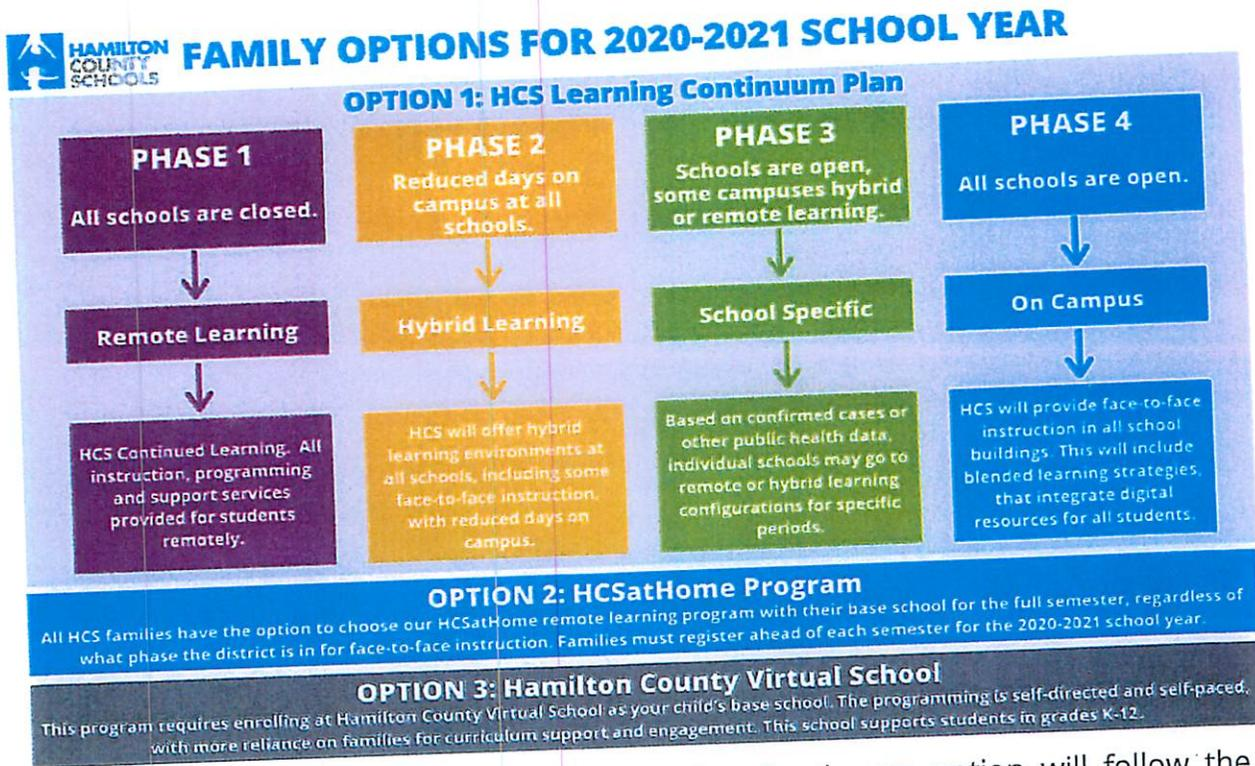 HAMILTON
COUNTY
SCHOOLS
FAMILY OPTIONS FOR 2020-2021 SCHOOL YEAR
OPTION 1: HCS Learning Continuum Plan
PHASE 1
All schools are closed.
Remote Learning
HCS Continued Learning. All
instruction, programming
and support services
provided for students
remotely.
PHASE 2
Reduced days on
campus at all
schools.
Hybrid Learning
HCS will offer hybrid
learning environments at
all schools, including some
face-to-face instruction,
with reduced days on
campus.
PHASE 3
Schools are open,
some campuses hybrid
or remote learning.
School Specific
Based on confirmed cases or
other public health data,
individual schools may go to
remote or hybrid learning
configurations for specific
periods.
PHASE 4
All schools are open.
On Campus
HCS will provide face-to-face
instruction in all school
buildings. This will include
blended learning strategies,
that integrate digital
resources for all students.
OPTION 2: HCSatHome Program
All HCS families have the option to choose our HCSatHome remote learning program with their base school for the full semester, regardless of
what phase the district is in for face-to-face instruction. Families must register ahead of each semester for the 2020-2021 school year.
OPTION 3: Hamilton County Virtual School
This program requires enrolling at Hamilton County Virtual School as your child's base school. The programming is self-directed and self-paced,
with more reliance on families for curriculum support and engagement. This school supports students in grades K-12.
option will follow the